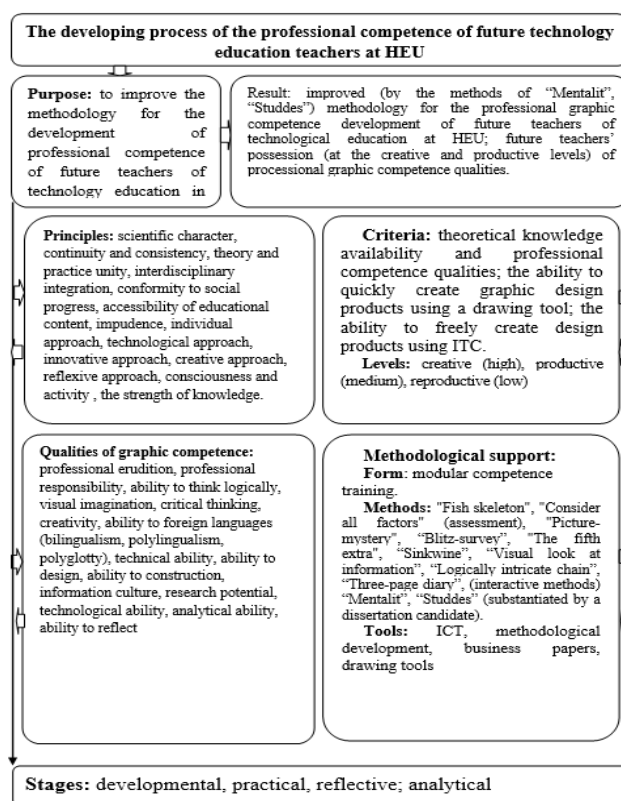 The developing process of the professional competence of future technology
education teachers at HEU
Purpose: to improve the
methodology for the
development of
professional competence
of future teachers of
technology education in
Result: improved (by the methods of “Mentalit”,
“Studdes”) methodology for the professional graphic
competence development of future teachers of
technological education at HEU; future teachers’
possession (at the creative and productive levels) of
processional graphic competence qualities.
Principles: scientific character,
continuity and consistency, theory and
practice unity, interdisciplinary
integration, conformity to social
progress, accessibility of educational
content, impudence, individual
approach, technological approach,
innovative approach, creative approach,
reflexive approach, consciousness and
activity , the strength of knowledge.
Criteria: theoretical knowledge
availability and professional
competence qualities; the ability to
quickly create graphic design
products using a drawing tool; the
ability to freely create design
products using ITC.
Levels: creative (high), productive
(medium), reproductive (low)
Qualities of graphic competence:
professional erudition, professional
responsibility, ability to think logically,
visual imagination, critical thinking,
creativity, ability to foreign languages
(bilingualism, polylingualism,
polyglotty), technical ability, ability to
design, ability to construction,
information culture, research potential,
technological ability, analytical ability,
ability to reflect
Methodological support:
Form: modular competence
training.
Methods: "Fish skeleton", "Consider
all factors" (assessment), "Picture-
mystery", “Blitz-survey”, "The fifth
extra", "Sinkwine", “Visual look at
information”, “Logically intricate chain”,
“Three-page diary”, (interactive methods)
“Mentalit”, “Studdes” (substantiated by a
dissertation candidate).
Tools: ICT, methodological
development, business papers,
drawing tools
Stages: developmental, practical, reflective; analytical